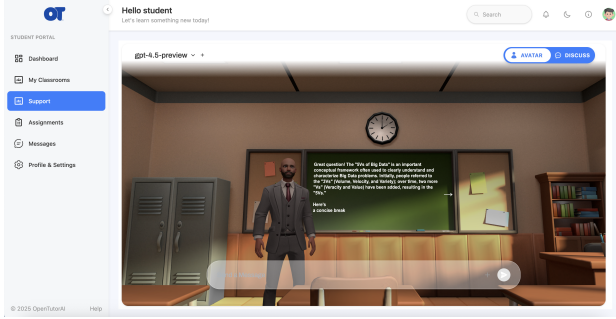 OT
Hello student
Let's learn something new today!
Search
STUDENT PORTAL
Dashboard
My Classrooms
Support
Assignments
Messages
Profile & Settings
© 2025 OpenTutorAI
Help
gpt-4.5-preview
AVATAR
DISCUSS
Great question! The "5Vs of Big Data" is an important
conceptual framework often used to clearly understand and
characterize Big Data problems. Initially, people referred to
the "3Vs" (Volume, Velocity, and Variety); over time, two more
"Vs" (Veracity and Value) have been added, resulting in the
"5Vs."
Here's
a concise break